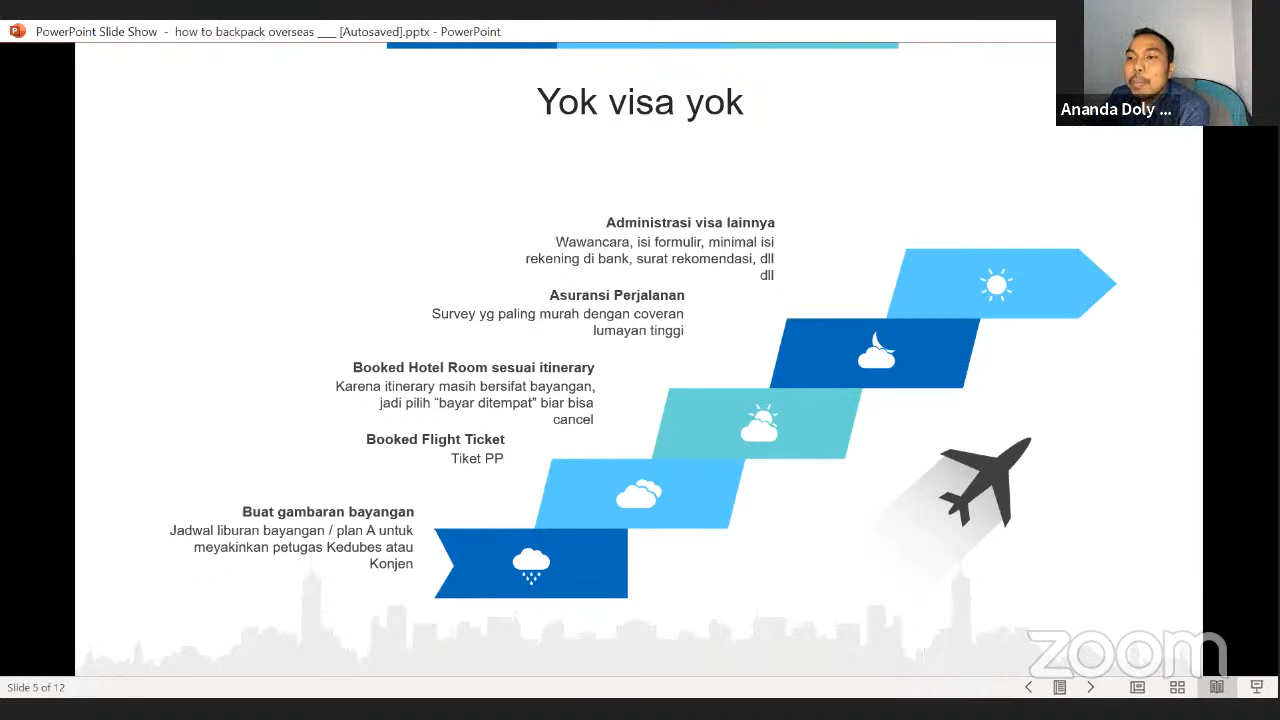 PowerPoint Slide Show - how to backpack overseas ___ [Autosaved].pptx - PowerPoint
Ananda Doly ...
Yok visa yok
Administrasi visa lainnya
Wawancara, isi formulir, minimal isi
rekening di bank, surat rekomendasi, dll
dll
Asuransi Perjalanan
Survey yg paling murah dengan coveran
lumayan tinggi
Booked Hotel Room sesuai itinerary
Karena itinerary masih bersifat bayangan,
jadi pilih “bayar ditempat” biar bisa
cancel
Booked Flight Ticket
Tiket PP
Buat gambaran bayangan
Jadwal liburan bayangan / plan A untuk
meyakinkan petugas Kedubes atau
Konjen
zoom
Slide 5 of 12